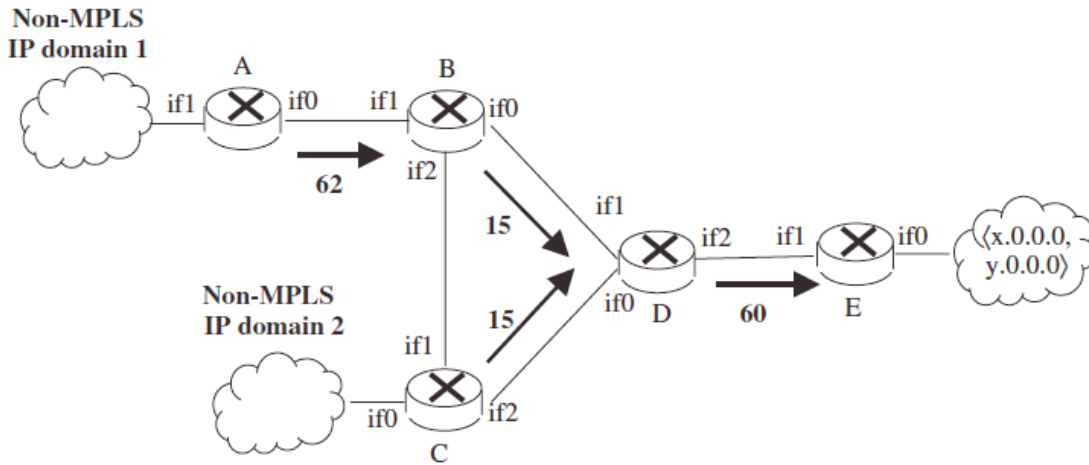 Non-MPLS
IP domain 1
A
B
if1
if0
if1
if0
62
if2
15
if1
⟨x.0.0.0,
y.0.0.0⟩
if2
if1
if0
if0
D
60
E
Non-MPLS
IP domain 2
15
if1
if0
if2
C